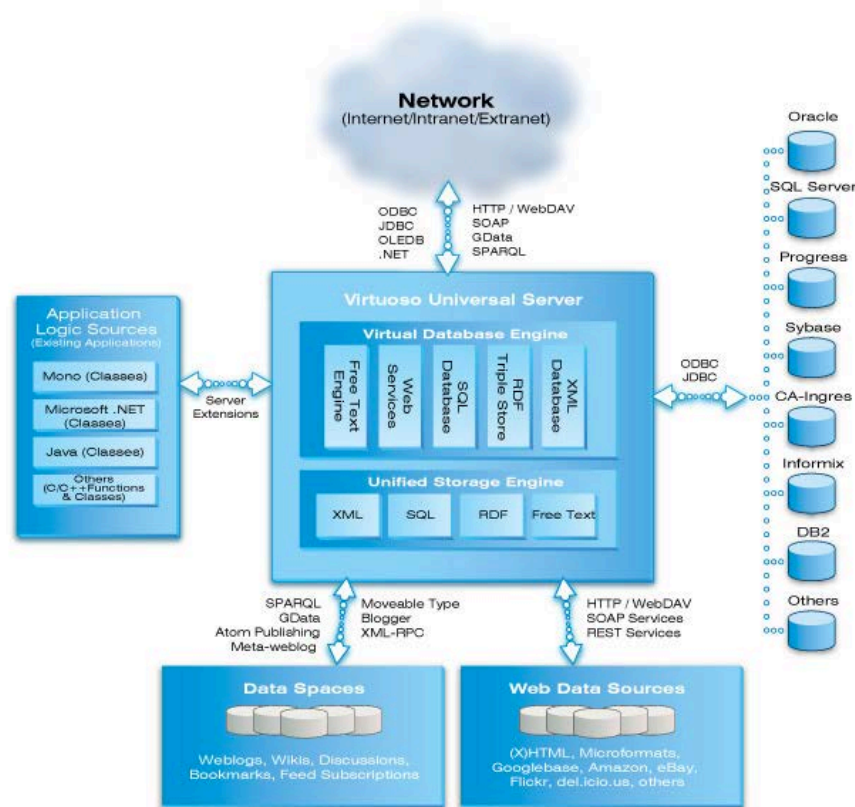 Network
(Internet/Intranet/Extranet)
ODBC
JDBC
OLEDB
.NET
HTTP / WebDAV
SOAP
GData
SPARQL
Application
Logic Sources
(Existing Applications)
Mono (Classes)
Microsoft .NET
(Classes)
Java (Classes)
Others
(C/C++Functions
& Classes)
Server
Extensions
Virtuoso Universal Server
Virtual Database Engine
Free Text
Engine
Web
Services
SQL
Database
RDF
Triple Store
XML
Database
Unified Storage Engine
XML
SQL
RDF
Free Text
ODBC
JDBC
Oracle
SQL Server
Progress
Sybase
CA-Ingres
Informix
DB2
Others
SPARQL
GData
Atom Publishing
Meta-weblog
Moveable Type
Blogger
XML-RPC
HTTP / WebDAV
SOAP Services
REST Services
Data Spaces
Weblogs, Wikis, Discussions,
Bookmarks, Feed Subscriptions
Web Data Sources
(X)HTML, Microformats,
Googlebase, Amazon, eBay,
Flickr, del.icio.us, others